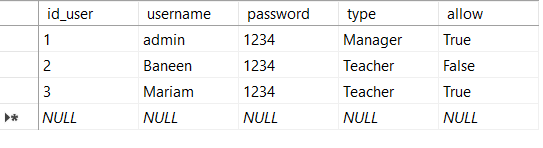 id_user username password type allow
1 admin 1234 Manager True
2 Baneen 1234 Teacher False
3 Mariam 1234 Teacher True
NULL NULL NULL NULL NULL